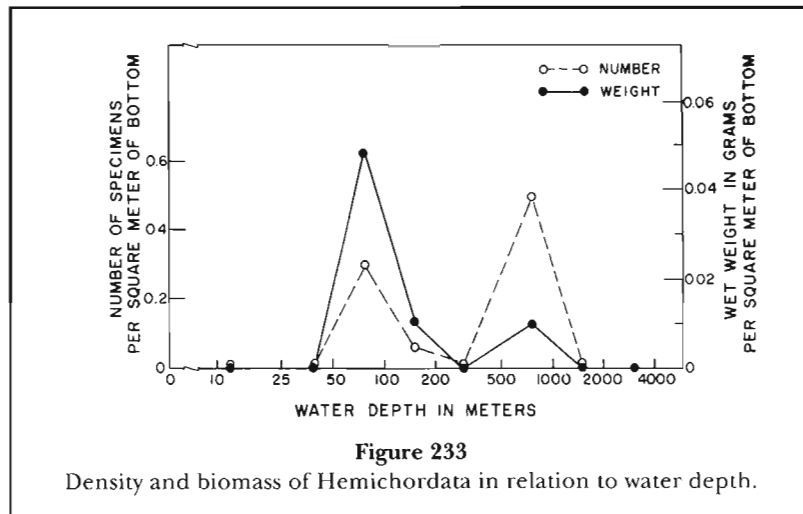 NUMBER OF SPECIMENS
PER SQUARE METER OF BOTTOM
0.6
0.4
0.2
0
NUMBER
WEIGHT
0.06
0.04
0.02
0
WET WEIGHT IN GRAMS
PER SQUARE METER OF BOTTOM
0 10 25 50 100 200 500 1000 2000 4000
WATER DEPTH IN METERS
Figure 233
Density and biomass of Hemichordata in relation to water depth.